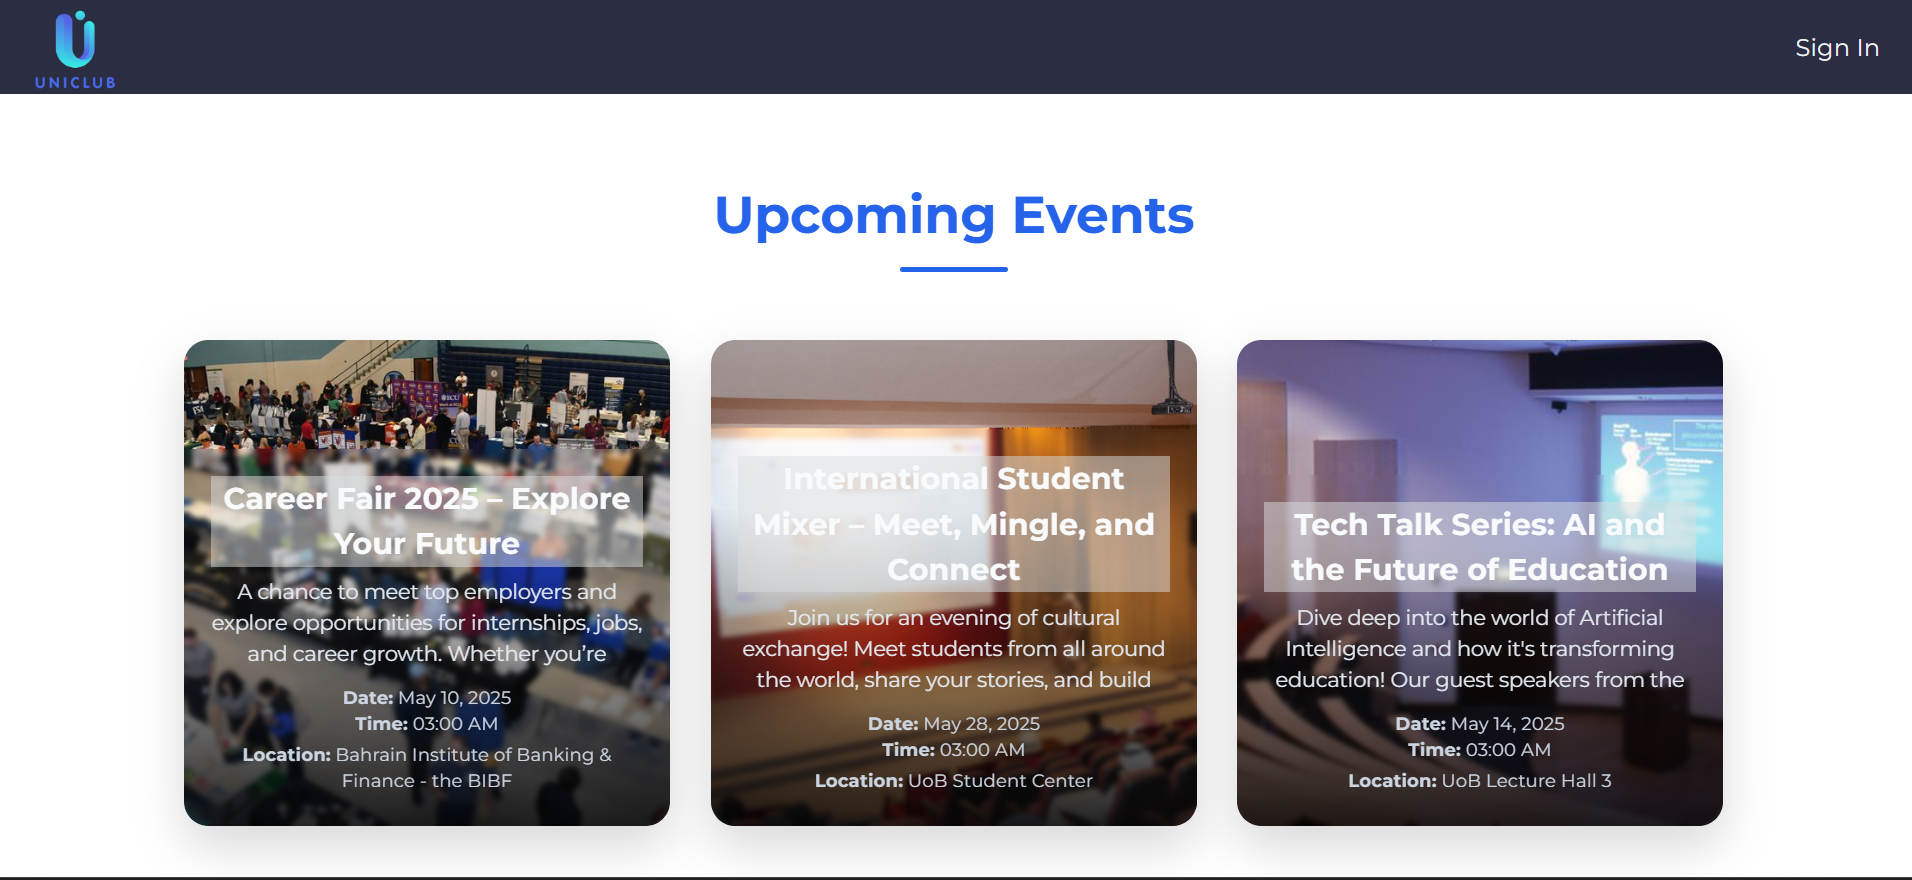 UNICLUB
Sign In
Upcoming Events
Career Fair 2025 – Explore
Your Future
A chance to meet top employers and
explore opportunities for internships, jobs,
and career growth. Whether you’re
Date: May 10, 2025
Time: 03:00 AM
Location: Bahrain Institute of Banking &
Finance - the BIBF
International Student
Mixer – Meet, Mingle, and
Connect
Join us for an evening of cultural
exchange! Meet students from all around
the world, share your stories, and build
Date: May 28, 2025
Time: 03:00 AM
Location: UoB Student Center
Tech Talk Series: AI and
the Future of Education
Dive deep into the world of Artificial
Intelligence and how it's transforming
education! Our guest speakers from the
Date: May 14, 2025
Time: 03:00 AM
Location: UoB Lecture Hall 3